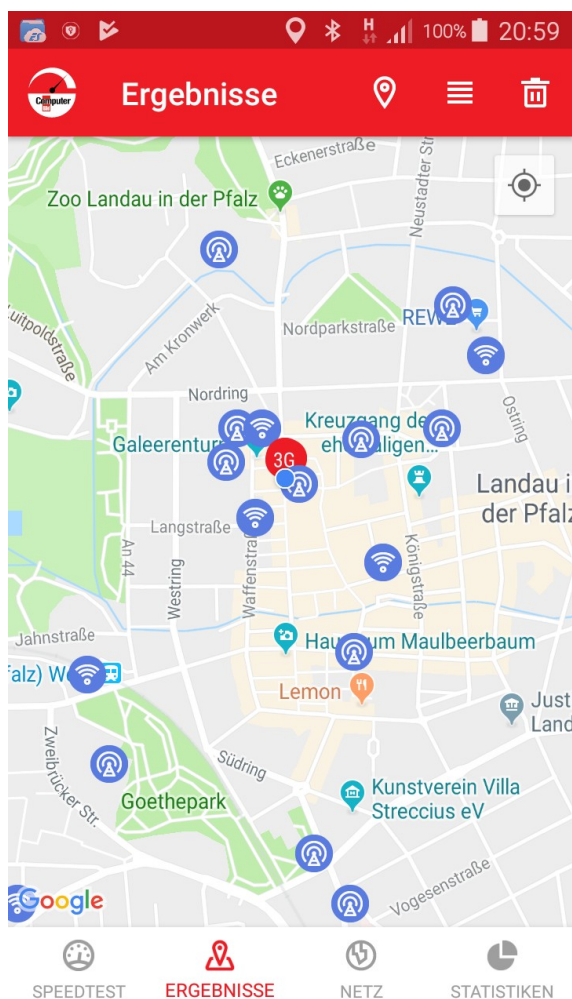 H
100%
20:59
Computer
Ergebnisse
Eckenerstraße
Neustadter Str
Zoo Landau in der Pfalz
Luitpoldstraße
Am Kronwerk
Nordparkstraße
REWE
Nordring
Ostring
Kreuzgang de
ehemaligen...
Galeerenturm
3G
Landau i
der Pfalz
Langstraße
An 44
Westring
Waffenstraß
Königstraße
Jahnstraße
Haus zum Maulbeerbaum
falz) We
Lemon
Just
Land
Südring
Zweibrücker Str.
Goethepark
Kunstverein Villa
Streccius eV
Vogesenstraße
Google
SPEEDTEST
ERGEBNISSE
NETZ
STATISTIKEN